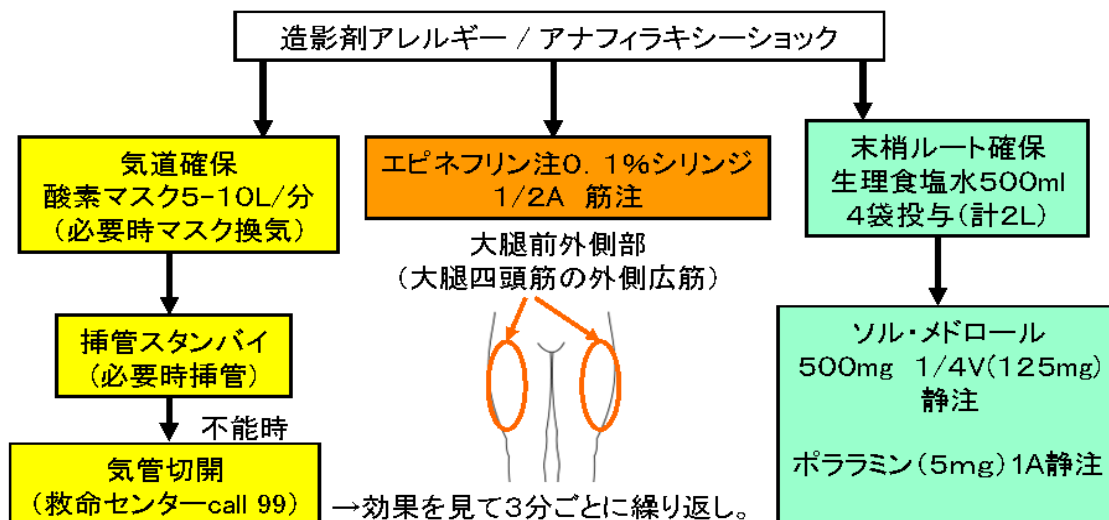 造影剤アレルギー / アナフィラキシーショック
気道確保
酸素マスク5-10L/分
(必要時マスク換気)
挿管スタンバイ
(必要時挿管)
不能時
気管切開
(救命センターcall 99)
エピネフリン注0. 1%シリンジ
1/2A 筋注
大腿前外側部
(大腿四頭筋の外側広筋)
→効果を見て3分ごとに繰り返し。
末梢ルート確保
生理食塩水500ml
4袋投与(計2L)
ソル・メドロール
500mg 1/4V(125mg)
静注
ポララミン(5mg)1A静注